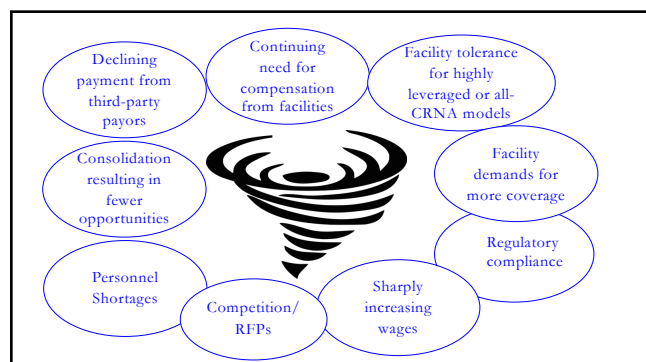 Declining
payment from
third-party
payors
Continuing
need for
compensation
from facilities
Facility tolerance
for highly
leveraged or all-
CRNA models
Consolidation
resulting in
fewer
opportunities
Facility
demands for
more coverage
Personnel
Shortages
Competition/
RFPs
Sharply
increasing
wages
Regulatory
compliance